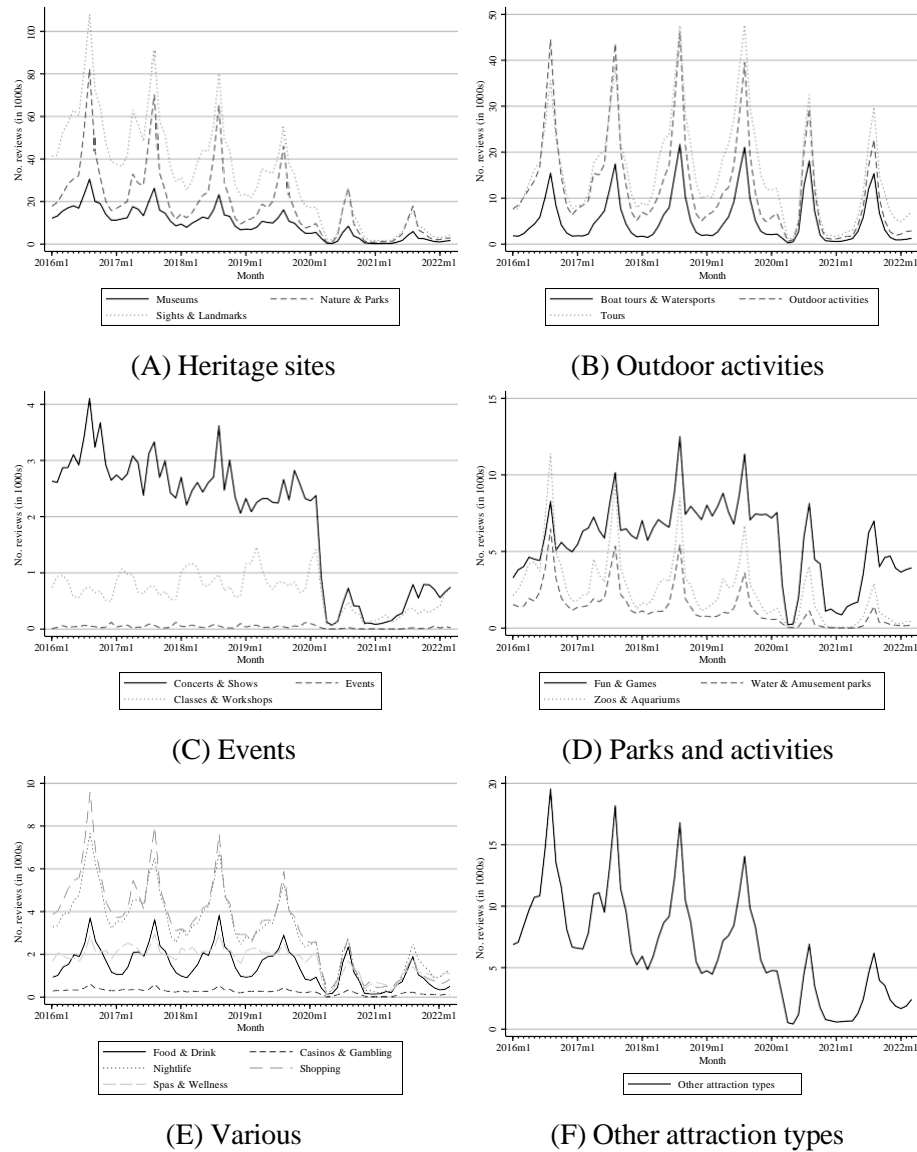 100
80
60
40
20
0
No. reviews (in 1000s)
2016m1 2017m1 2018m1 2019m1 2020m1 2021m1 2022m1
Month
Museums Nature & Parks
Sights & Landmarks
(A) Heritage sites
50
40
30
20
10
0
No. reviews (in 1000s)
2016m1 2017m1 2018m1 2019m1 2020m1 2021m1 2022m1
Month
Boat tours & Watersports Outdoor activities
Tours
(B) Outdoor activities
4
3
2
1
0
No. reviews (in 1000s)
2016m1 2017m1 2018m1 2019m1 2020m1 2021m1 2022m1
Month
Concerts & Shows Events
Classes & Workshops
(C) Events
15
10
5
0
No. reviews (in 1000s)
2016m1 2017m1 2018m1 2019m1 2020m1 2021m1 2022m1
Month
Fun & Games Water & Amusement parks
Zoos & Aquariums
(D) Parks and activities
10
8
6
4
2
0
No. reviews (in 1000s)
2016m1 2017m1 2018m1 2019m1 2020m1 2021m1 2022m1
Month
Food & Drink Casinos & Gambling
Nightlife Shopping
Spas & Wellness
(E) Various
20
15
10
5
0
No. reviews (in 1000s)
2016m1 2017m1 2018m1 2019m1 2020m1 2021m1 2022m1
Month
Other attraction types
(F) Other attraction types